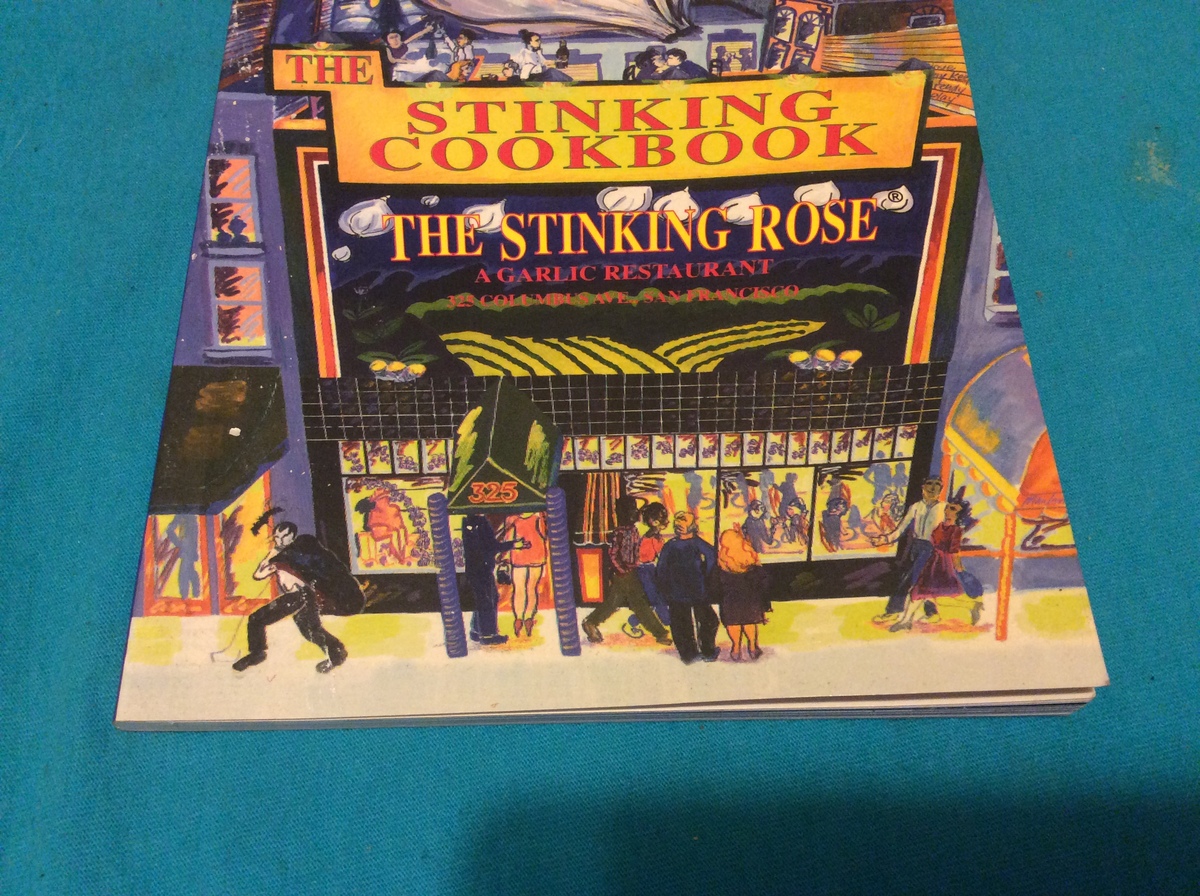 THE
STINKING
COOKBOOK
THE STINKING ROSE®
A GARLIC RESTAURANT
325 COLUMBUS AVE., SAN FRANCISCO
325